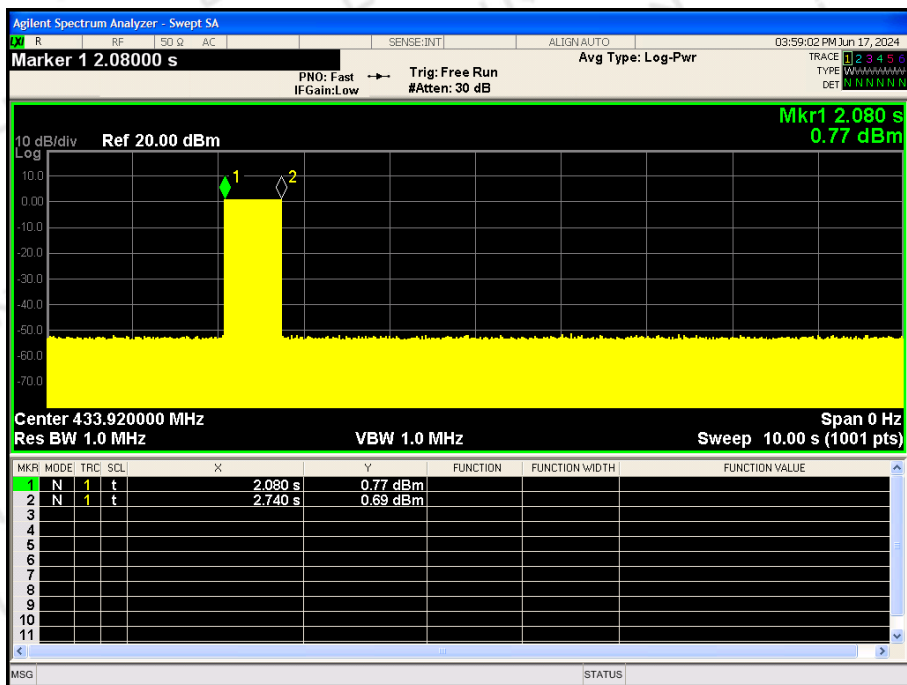 Agilent Spectrum Analyzer - Swept SA
LXI R RF 50 Ω AC SENSE:INT ALIGN AUTO 03:59:02 PM Jun 17, 2024
Marker 1 2.08000 s
PNO: Fast
IFGain:Low
Trig: Free Run
#Atten: 30 dB
Avg Type: Log-Pwr
TRACE 1 2 3 4 5 6
TYPE WWWWWW
DET N N N N N N
Mkr1 2.080 s
0.77 dBm
10 dB/div Ref 20.00 dBm
Log
10.0
0.00
-10.0
-20.0
-30.0
-40.0
-50.0
-60.0
-70.0
1
2
Center 433.920000 MHz Span 0 Hz
Res BW 1.0 MHz VBW 1.0 MHz Sweep 10.00 s (1001 pts)
MKR MODE TRC SCL X Y FUNCTION FUNCTION WIDTH FUNCTION VALUE
1 N 1 t 2.080 s 0.77 dBm
2 N 1 t 2.740 s 0.69 dBm
3
4
5
6
7
8
9
10
11
MSG STATUS